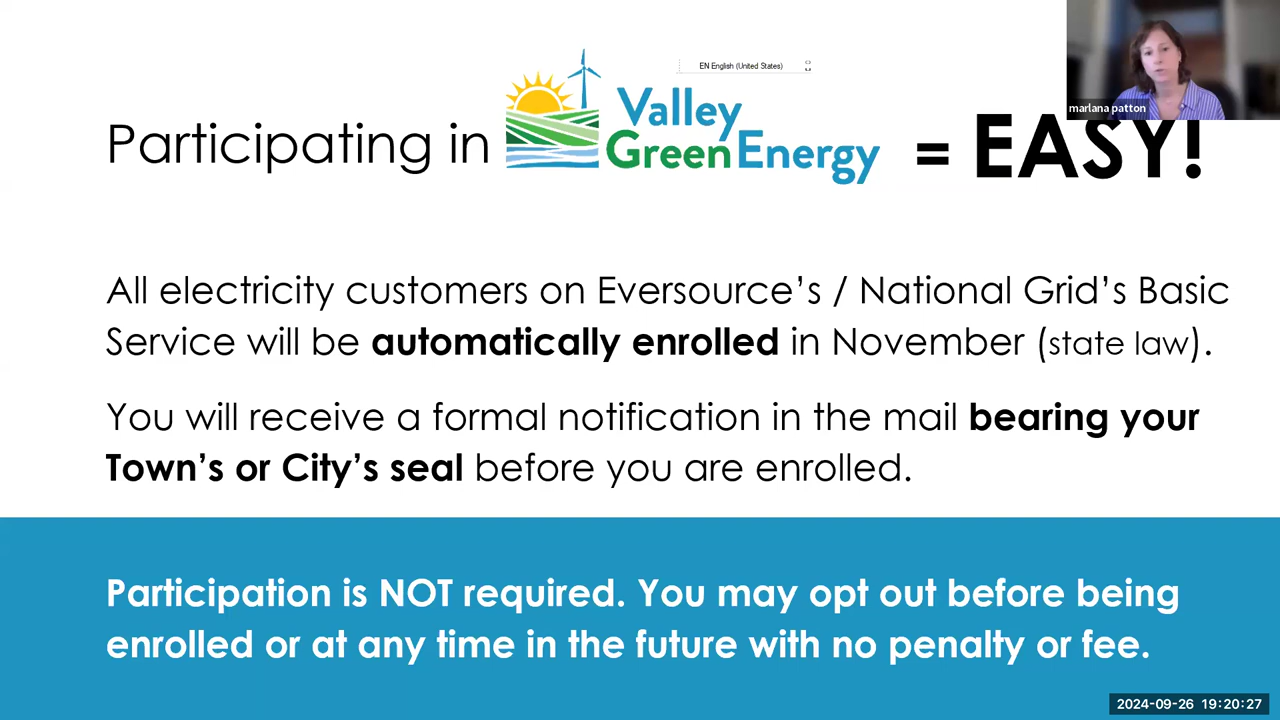 EN English (United States)
marlana patton
Participating in Valley Green Energy = EASY!
All electricity customers on Eversource's / National Grid's Basic
Service will be automatically enrolled in November (state law).
You will receive a formal notification in the mail bearing your
Town's or City's seal before you are enrolled.
Participation is NOT required. You may opt out before being
enrolled or at any time in the future with no penalty or fee.
2024-09-26 19:20:27